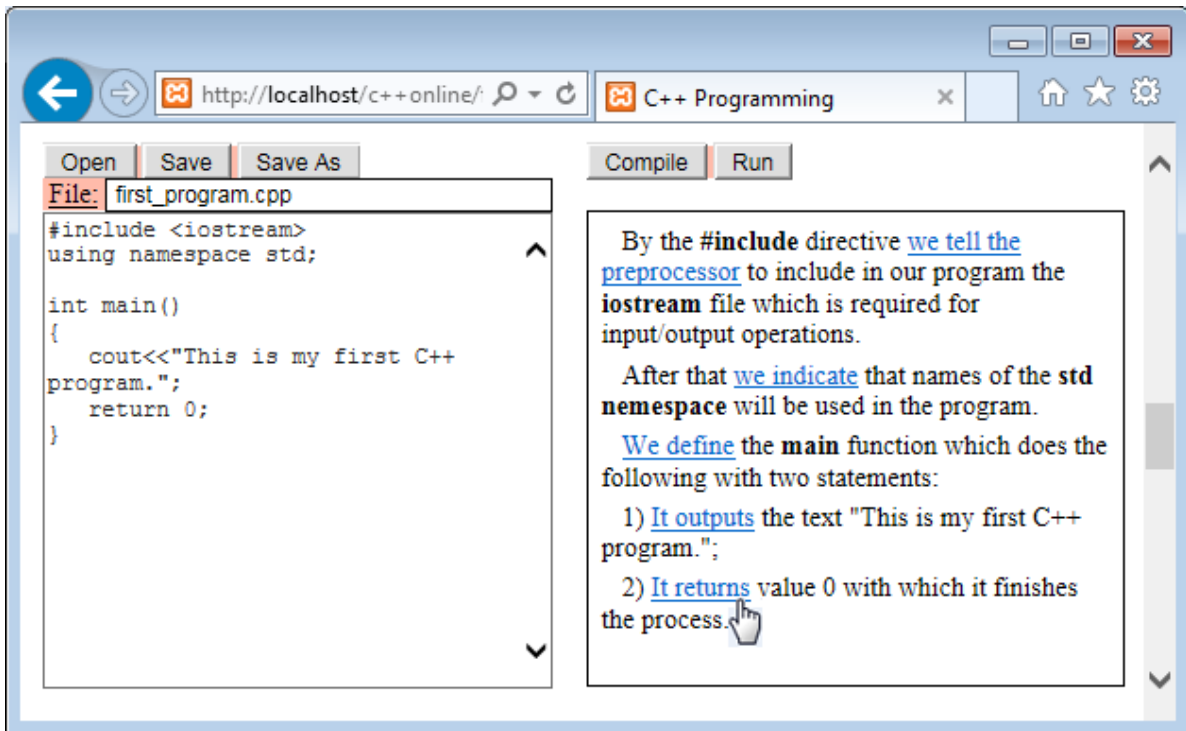 http://localhost/c++online/
C++ Programming
Open Save Save As
Compile Run
File: first_program.cpp
#include <iostream>
using namespace std;
int main()
{
cout<<"This is my first C++
program.";
return 0;
}
By the #include directive we tell the
preprocessor to include in our program the
iostream file which is required for
input/output operations.
After that we indicate that names of the std
nemespace will be used in the program.
We define the main function which does the
following with two statements:
1) It outputs the text "This is my first C++
program.";
2) It returns value 0 with which it finishes
the process.